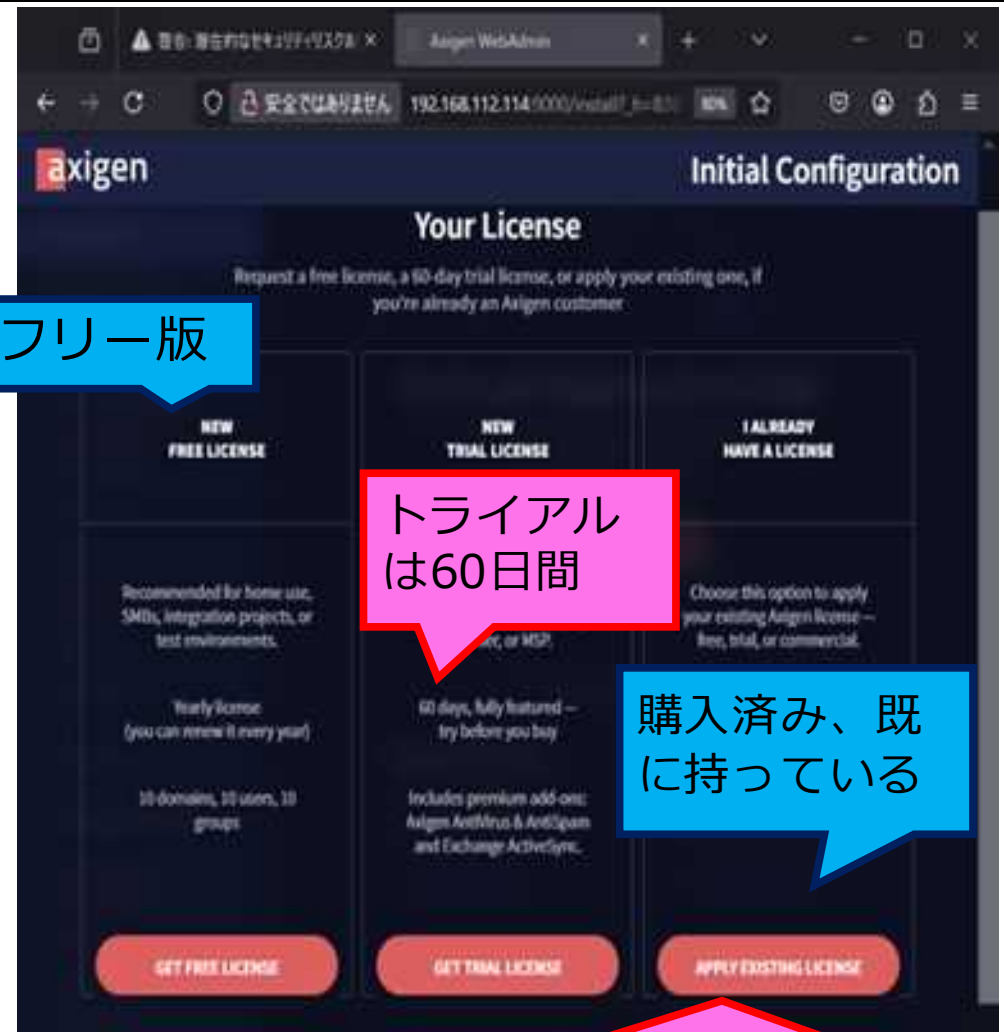 Axigen WebAdmin
安全ではありません 192.168.112.114:9000/install?
80%
axigen
Initial Configuration
Your License
Request a free license, a 60-day trial license, or apply your existing one, if
you're already an Axigen customer
フリー版
NEW
FREE LICENSE
NEW
TRIAL LICENSE
I ALREADY
HAVE A LICENSE
トライアル
は60日間
Recommended for home use,
SMBs, integration projects, or
test environments.
Yearly license
(you can renew it every year)
10 domains, 10 users, 10
groups
or MSP.
60 days, fully featured —
try before you buy
Includes premium add-ons:
Axigen AntiVirus & AntiSpam
and Exchange ActiveSync.
Choose this option to apply
your existing Axigen license —
free, trial, or commercial.
購入済み、既
に持っている
GET FREE LICENSE
GET TRIAL LICENSE
APPLY EXISTING LICENSE